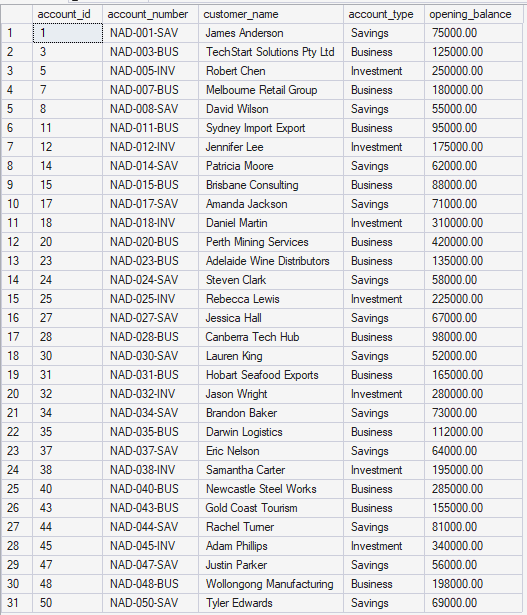 account_id account_number customer_name account_type opening_balance
1 1 NAD-001-SAV James Anderson Savings 75000.00
2 3 NAD-003-BUS TechStart Solutions Pty Ltd Business 125000.00
3 5 NAD-005-INV Robert Chen Investment 250000.00
4 7 NAD-007-BUS Melbourne Retail Group Business 180000.00
5 8 NAD-008-SAV David Wilson Savings 55000.00
6 11 NAD-011-BUS Sydney Import Export Business 95000.00
7 12 NAD-012-INV Jennifer Lee Investment 175000.00
8 14 NAD-014-SAV Patricia Moore Savings 62000.00
9 15 NAD-015-BUS Brisbane Consulting Business 88000.00
10 17 NAD-017-SAV Amanda Jackson Savings 71000.00
11 18 NAD-018-INV Daniel Martin Investment 310000.00
12 20 NAD-020-BUS Perth Mining Services Business 420000.00
13 23 NAD-023-BUS Adelaide Wine Distributors Business 135000.00
14 24 NAD-024-SAV Steven Clark Savings 58000.00
15 25 NAD-025-INV Rebecca Lewis Investment 225000.00
16 27 NAD-027-SAV Jessica Hall Savings 67000.00
17 28 NAD-028-BUS Canberra Tech Hub Business 98000.00
18 30 NAD-030-SAV Lauren King Savings 52000.00
19 31 NAD-031-BUS Hobart Seafood Exports Business 165000.00
20 32 NAD-032-INV Jason Wright Investment 280000.00
21 34 NAD-034-SAV Brandon Baker Savings 73000.00
22 35 NAD-035-BUS Darwin Logistics Business 112000.00
23 37 NAD-037-SAV Eric Nelson Savings 64000.00
24 38 NAD-038-INV Samantha Carter Investment 195000.00
25 40 NAD-040-BUS Newcastle Steel Works Business 285000.00
26 43 NAD-043-BUS Gold Coast Tourism Business 155000.00
27 44 NAD-044-SAV Rachel Turner Savings 81000.00
28 45 NAD-045-INV Adam Phillips Investment 340000.00
29 47 NAD-047-SAV Justin Parker Savings 56000.00
30 48 NAD-048-BUS Wollongong Manufacturing Business 198000.00
31 50 NAD-050-SAV Tyler Edwards Savings 69000.00